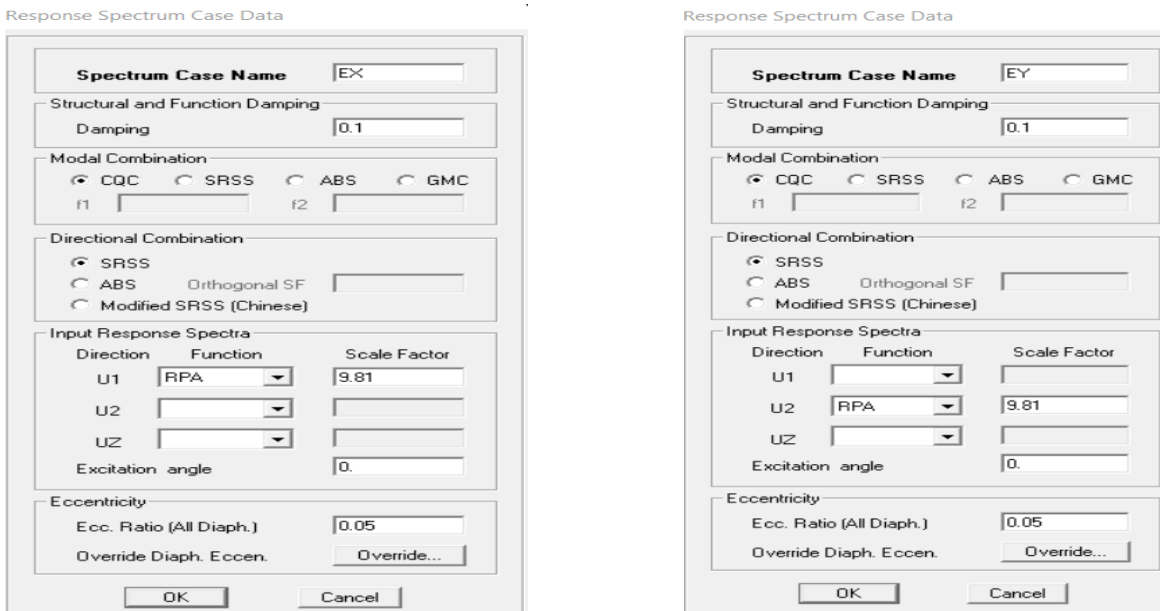 Response Spectrum Case Data
Spectrum Case Name EX
Structural and Function Damping
Damping 0.1
Modal Combination
CQC SRSS ABS GMC
f1 f2
Directional Combination
SRSS
ABS Orthogonal SF
Modified SRSS (Chinese)
Input Response Spectra
Direction Function Scale Factor
U1 RPA 9.81
U2
UZ
Excitation angle 0.
Eccentricity
Ecc. Ratio (All Diaph.) 0.05
Override Diaph. Eccen. Override...
OK Cancel
Response Spectrum Case Data
Spectrum Case Name EY
Structural and Function Damping
Damping 0.1
Modal Combination
CQC SRSS ABS GMC
f1 f2
Directional Combination
SRSS
ABS Orthogonal SF
Modified SRSS (Chinese)
Input Response Spectra
Direction Function Scale Factor
U1
U2 RPA 9.81
UZ
Excitation angle 0.
Eccentricity
Ecc. Ratio (All Diaph.) 0.05
Override Diaph. Eccen. Override...
OK Cancel